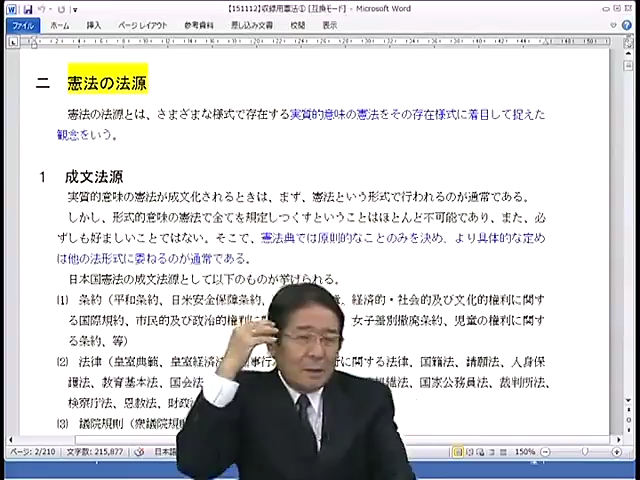 【151112】収録用憲法① [互換モード] - Microsoft Word
ファイル ホーム 挿入 ページ レイアウト 参考資料 差し込み文書 校閲 表示
二 憲法の法源
憲法の法源とは、さまざまな様式で存在する実質的意味の憲法をその存在様式に着目して捉えた
観念をいう。
1 成文法源
実質的意味の憲法が成文化されるときは、まず、憲法という形式で行われるのが通常である。
しかし、形式的意味の憲法で全てを規定しつくすということはほとんど不可能であり、また、必
ずしも好ましいことではない。そこで、憲法典では原則的なことのみを決め、より具体的な定め
は他の法形式に委ねるのが通常である。
日本国憲法の成文法源として以下のものが挙げられる。
(1) 条約（平和条約、日米安全保障条約、 経済的・社会的及び文化的権利に関す
る国際規約、市民的及び政治的権利に 女子差別撤廃条約、児童の権利に関する
条約、等）
(2) 法律（皇室典範、皇室経済法 に関する法律、国籍法、請願法、人身保
護法、教育基本法、国会法 組織法、国家公務員法、裁判所法、
検察庁法、恩赦法、財政法
(3) 議院規則（衆議院規則
ページ: 2/210 文字数: 215,877 日本語 150%